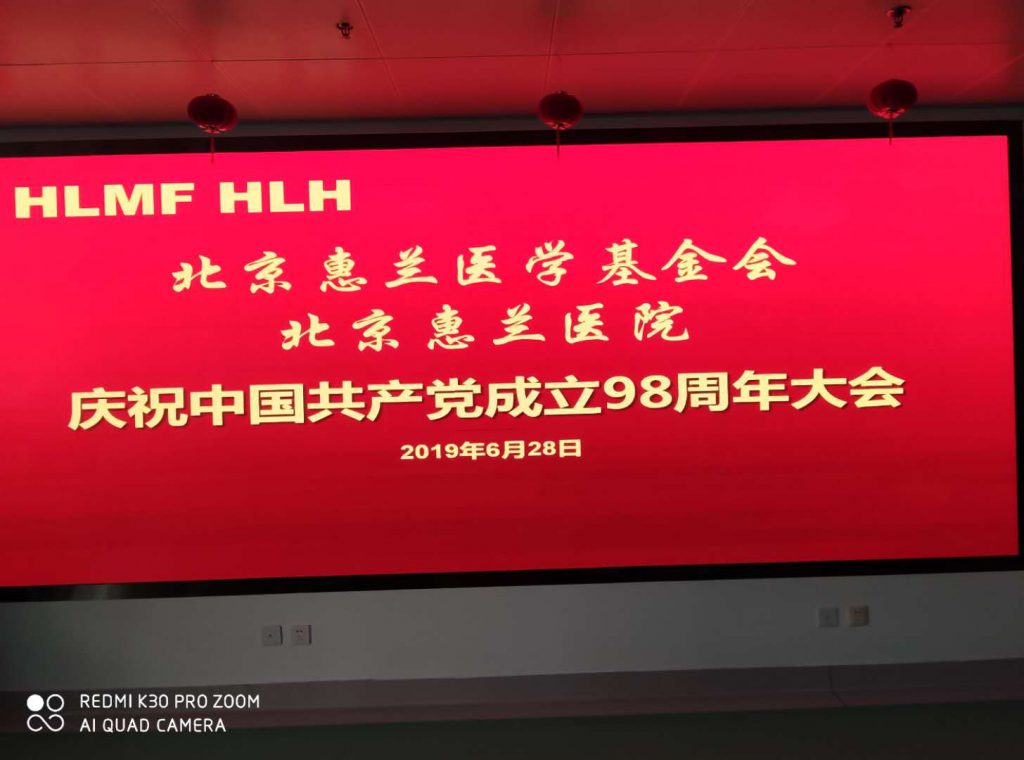 HLMF HLH
北京惠兰医学基金会
北京惠兰医院
庆祝中国共产党成立98周年大会
2019年6月28日
REDMI K30 PRO ZOOM
AI QUAD CAMERA